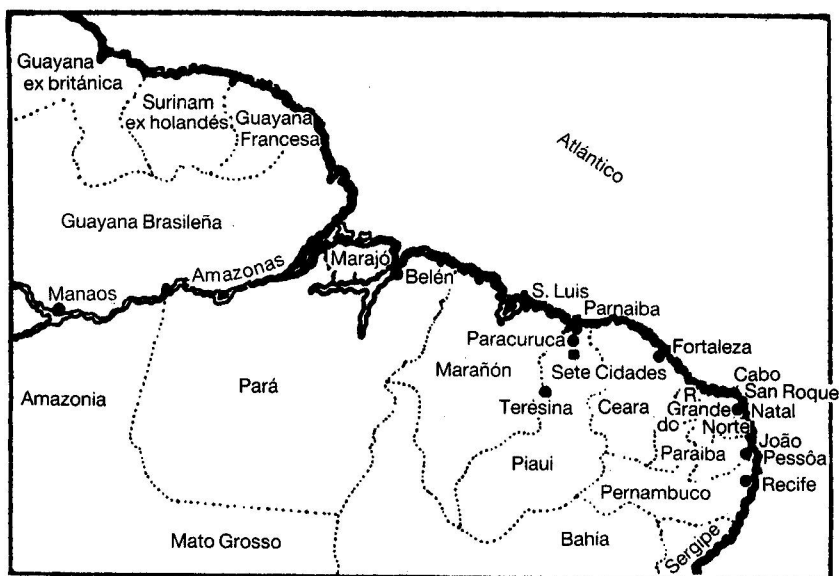 Guayana
ex británica
Surinam
ex holandés
Guayana
Francesa
Atlántico
Guayana Brasileña
Marajó
Amazonas
Belén
Manaos
S. Luis
Parnaiba
Paracuruca
Fortaleza
Marañón
Sete Cidades
Cabo
San Roque
Amazonia
Pará
Teresina
Ceara
R.
Grande
do
Norte
Natal
João
Pessôa
Paraiba
Piaui
Recife
Pernambuco
Mato Grosso
Bahía
Sergipe